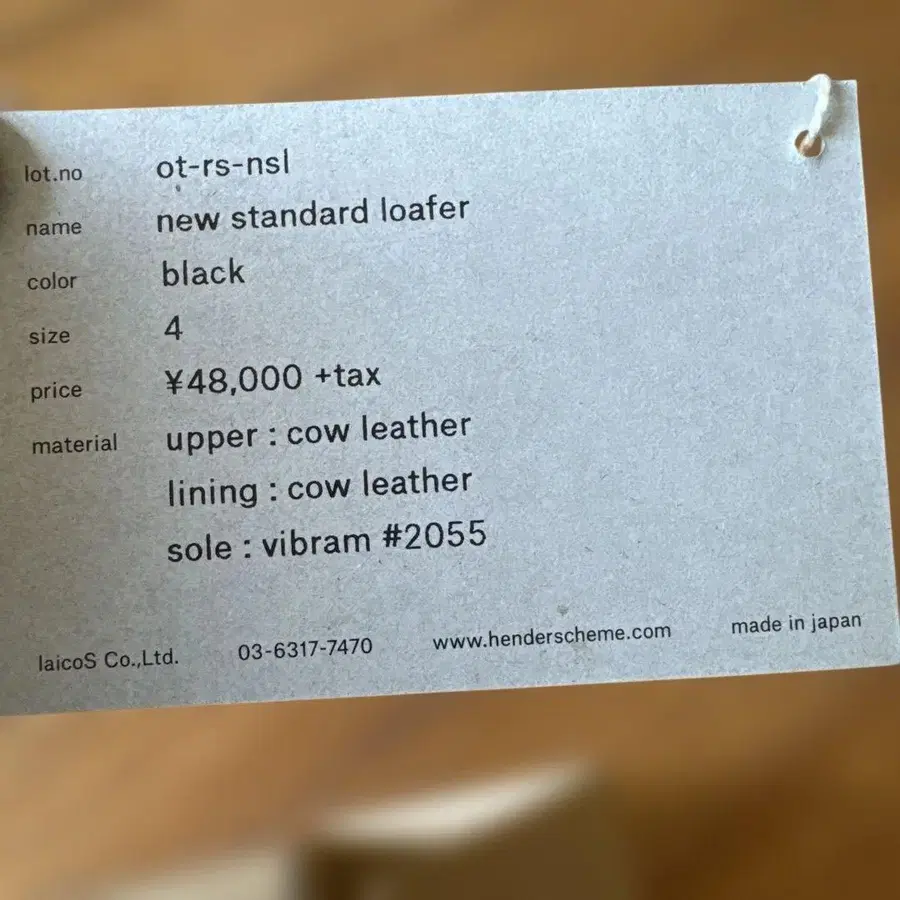 lot.no ot-rs-nsl
name new standard loafer
color black
size 4
price ¥48,000 +tax
material upper : cow leather
lining : cow leather
sole : vibram #2055
laicoS Co.,Ltd. 03-6317-7470 www.henderscheme.com made in japan